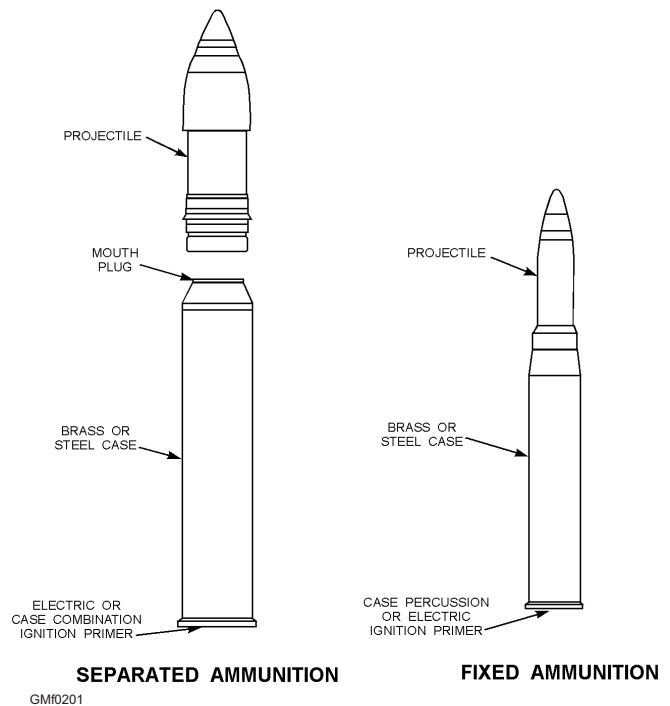 PROJECTILE
MOUTH
PLUG
BRASS OR
STEEL CASE
ELECTRIC OR
CASE COMBINATION
IGNITION PRIMER
SEPARATED AMMUNITION
PROJECTILE
BRASS OR
STEEL CASE
CASE PERCUSSION
OR ELECTRIC
IGNITION PRIMER
FIXED AMMUNITION
GMf0201